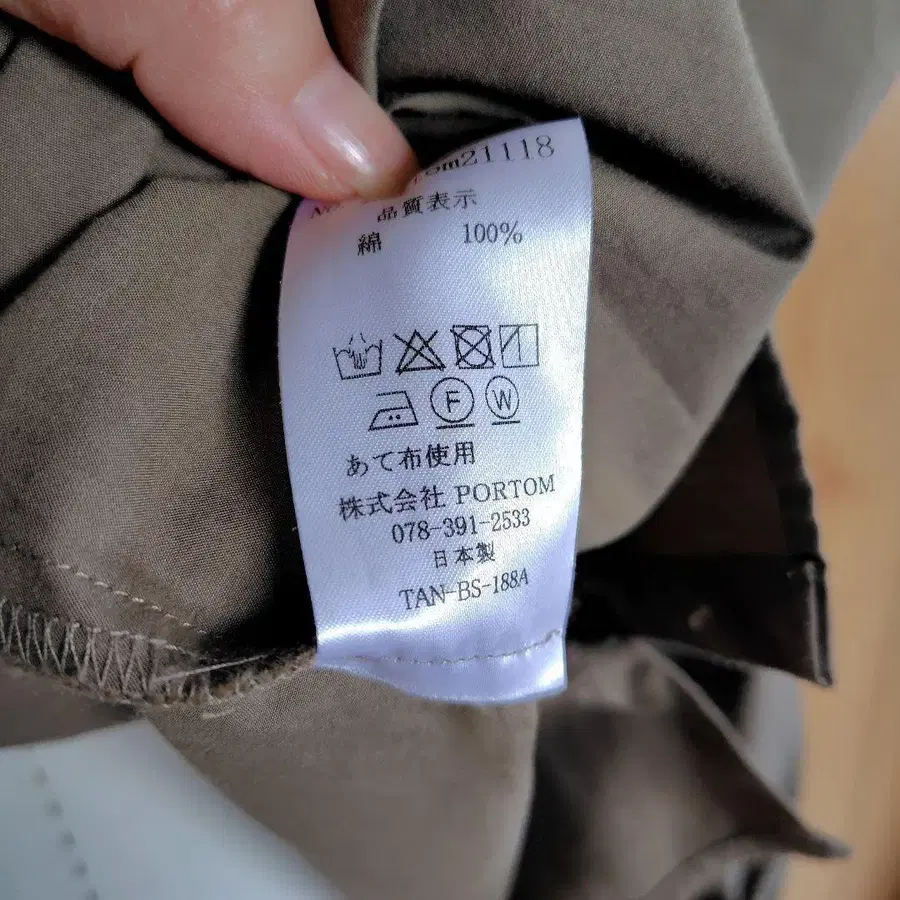 m21118
品質表示
綿 100%
F W
あて布使用
株式会社 PORTOM
078-391-2533
日本製
TAN-BS-188A